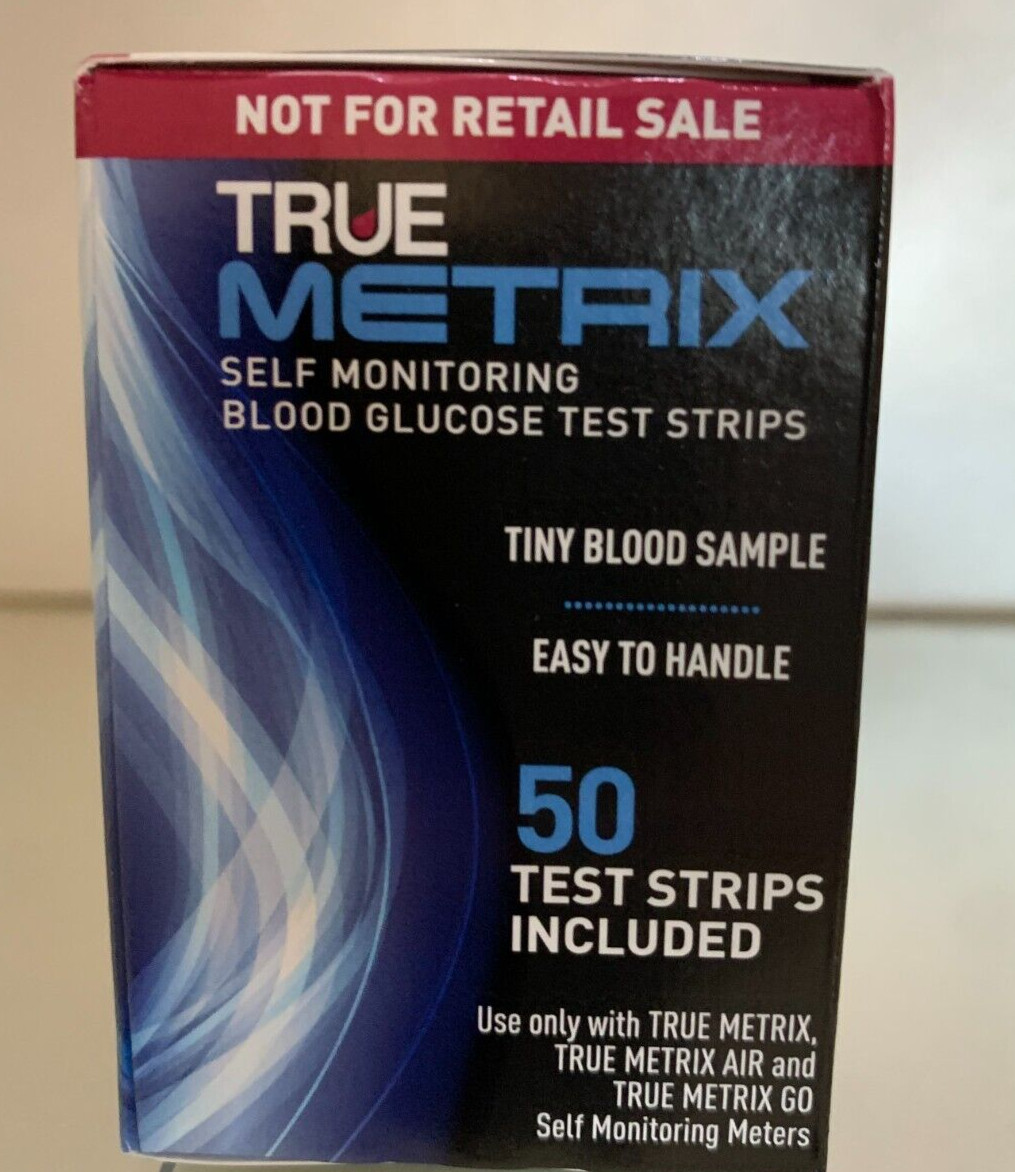 NOT FOR RETAIL SALE
TRUE
METRIX
SELF MONITORING
BLOOD GLUCOSE TEST STRIPS
TINY BLOOD SAMPLE
EASY TO HANDLE
50
TEST STRIPS
INCLUDED
Use only with TRUE METRIX,
TRUE METRIX AIR and
TRUE METRIX GO
Self Monitoring Meters